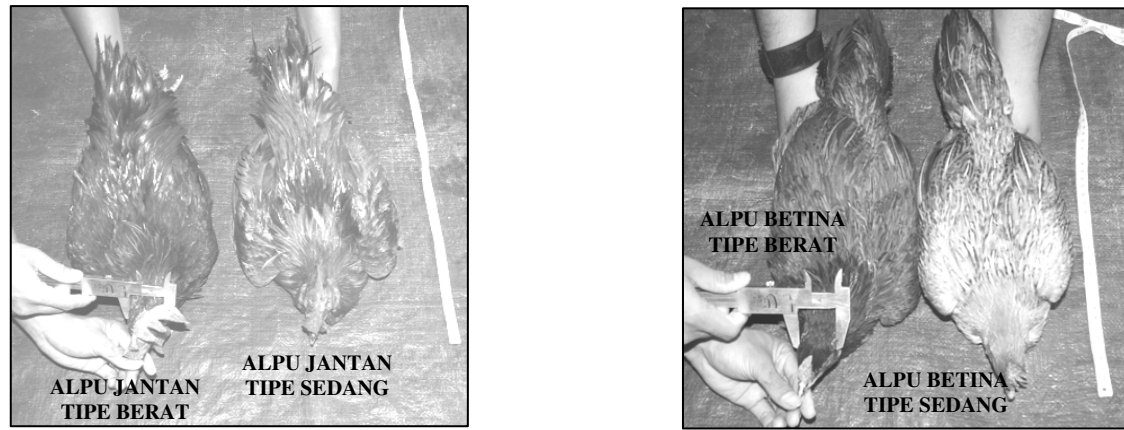 ALPU JANTAN
TIPE BERAT
ALPU JANTAN
TIPE SEDANG
ALPU BETINA
TIPE BERAT
ALPU BETINA
TIPE SEDANG